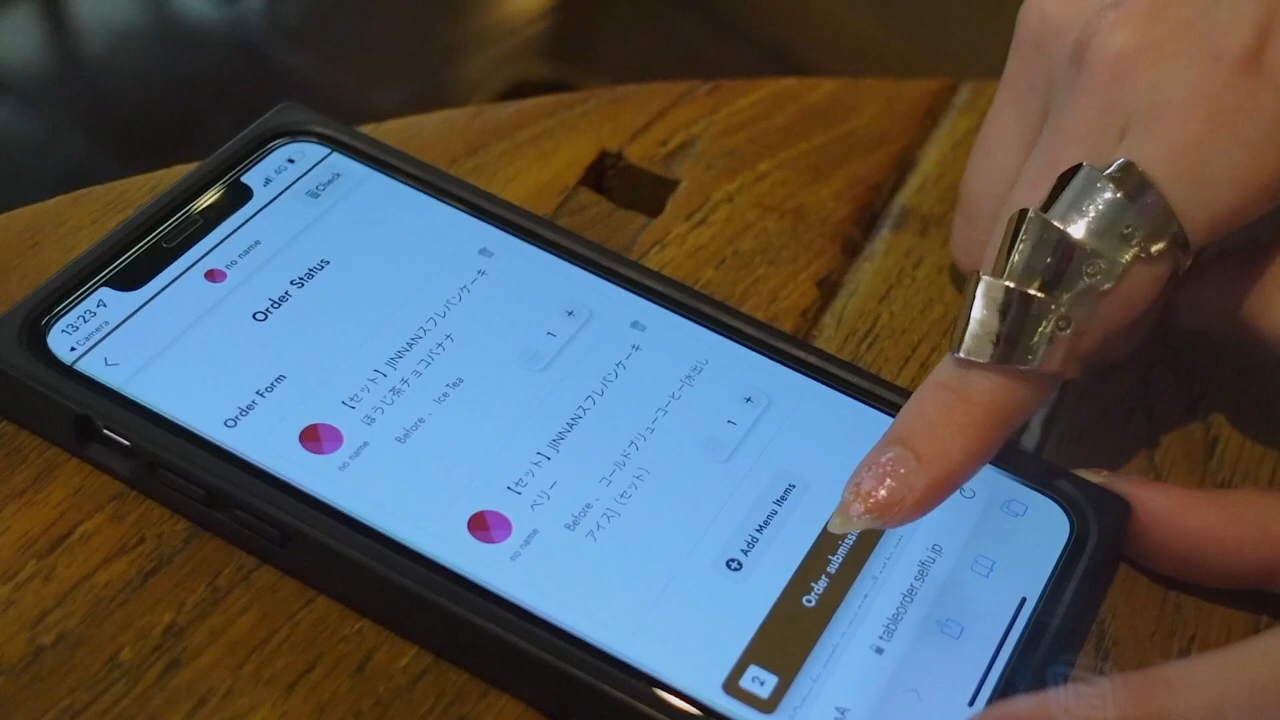 13:23
40
Camera
no name
Check
Order Status
Order Form
【セット】JINNANスフレパンケーキ
ほうじ茶チョコバナナ
no name
Before 、 Ice Tea
1 +
【セット】JINNANスフレパンケーキ
ベリー
no name
Before 、 コールドブリューコーヒー[水出し
アイス] (セット)
1 +
Add Menu Items
2
Order submiss
tableorder.selfu.jp